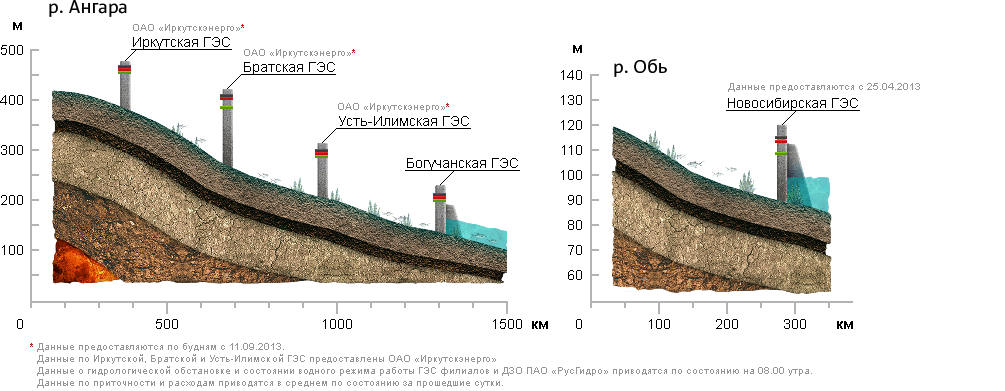 р. Ангара
м
ОАО «Иркутскэнерго»*
Иркутская ГЭС
500
ОАО «Иркутскэнерго»*
Братская ГЭС
400
ОАО «Иркутскэнерго»*
Усть-Илимская ГЭС
300
Богучанская ГЭС
200
100
0 500 1000 1500 км
м
р. Обь
140
Данные предоставляются с 25.04.2013
Новосибирская ГЭС
130
120
110
100
90
80
70
60
0 100 200 300 км
* Данные предоставляются по будням с 11.09.2013.
Данные по Иркутской, Братской и Усть-Илимской ГЭС предоставлены ОАО «Иркутскэнерго»
Данные о гидрологической обстановке и состоянии водного режима работы ГЭС филиалов и ДЗО ПАО «РусГидро» приводятся по состоянию на 08.00 утра.
Данные по приточности и расходам приводятся в среднем по состоянию за прошедшие сутки.